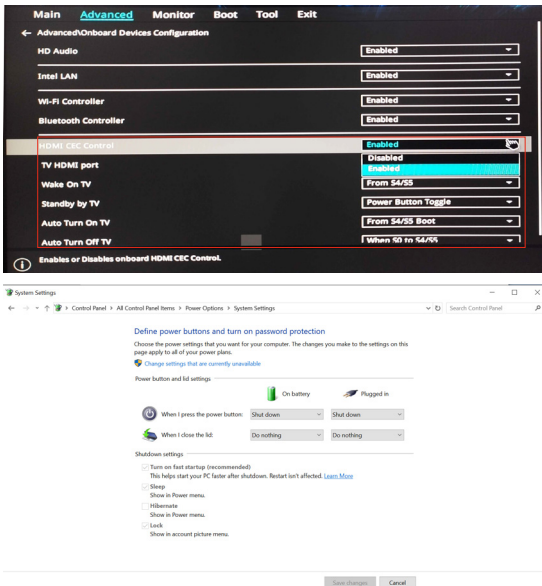 Main Advanced Monitor Boot Tool Exit
← Advanced\Onboard Devices Configuration
HD Audio Enabled
Intel LAN Enabled
Wi-Fi Controller Enabled
Bluetooth Controller Enabled
HDMI CEC Control Enabled
Disabled
Enabled
TV HDMI port
Wake On TV From S4/S5
Standby by TV Power Button Toggle
Auto Turn On TV From S4/S5 Boot
Auto Turn Off TV When S0 to S4/S5
Enables or Disables onboard HDMI CEC Control.
System Settings
Control Panel > All Control Panel Items > Power Options > System Settings
Search Control Panel
Define power buttons and turn on password protection
Choose the power settings that you want for your computer. The changes you make to the settings on this
page apply to all of your power plans.
Change settings that are currently unavailable
Power button and lid settings
On battery Plugged in
When I press the power button: Shut down Shut down
When I close the lid: Do nothing Do nothing
Shutdown settings
Turn on fast startup (recommended)
This helps start your PC faster after shutdown. Restart isn't affected. Learn More
Sleep
Show in Power menu.
Hibernate
Show in Power menu.
Lock
Show in account picture menu.
Save changes Cancel